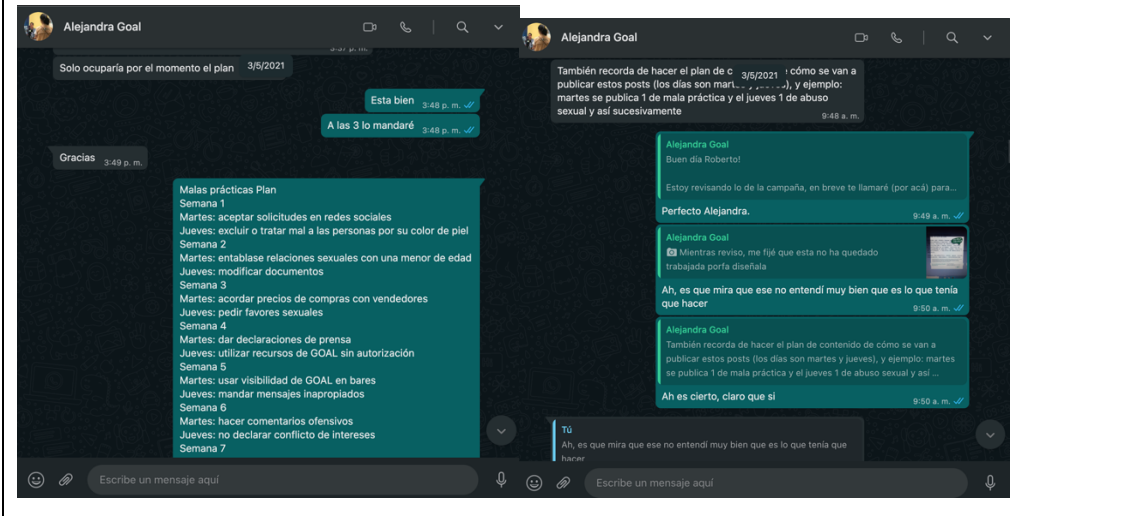 Alejandra Goal
3:37 p. m.
Solo ocuparía por el momento el plan
3/5/2021
Esta bien 3:48 p. m.
A las 3 lo mandaré 3:48 p. m.
Gracias 3:49 p. m.
Malas prácticas Plan
Semana 1
Martes: aceptar solicitudes en redes sociales
Jueves: excluir o tratar mal a las personas por su color de piel
Semana 2
Martes: entablase relaciones sexuales con una menor de edad
Jueves: modificar documentos
Semana 3
Martes: acordar precios de compras con vendedores
Jueves: pedir favores sexuales
Semana 4
Martes: dar declaraciones de prensa
Jueves: utilizar recursos de GOAL sin autorización
Semana 5
Martes: usar visibilidad de GOAL en bares
Jueves: mandar mensajes inapropiados
Semana 6
Martes: hacer comentarios ofensivos
Jueves: no declarar conflicto de intereses
Semana 7
Escribe un mensaje aquí
Alejandra Goal
También recorda de hacer el plan de c cómo se van a
3/5/2021
publicar estos posts (los días son martes y jueves), y ejemplo:
martes se publica 1 de mala práctica y el jueves 1 de abuso
sexual y así sucesivamente
9:48 a. m.
Alejandra Goal
Buen día Roberto!
Estoy revisando lo de la campaña, en breve te llamaré (por acá) para...
Perfecto Alejandra.
9:49 a. m.
Alejandra Goal
Mientras reviso, me fijé que esta no ha quedado
trabajada porfa diseñala
Ah, es que mira que ese no entendí muy bien que es lo que tenía
que hacer
9:50 a. m.
Alejandra Goal
También recorda de hacer el plan de contenido de cómo se van a
publicar estos posts (los días son martes y jueves), y ejemplo: martes
se publica 1 de mala práctica y el jueves 1 de abuso sexual y así ...
Ah es cierto, claro que si
9:50 a. m.
Tú
Ah, es que mira que ese no entendí muy bien que es lo que tenía que
hacer
Escribe un mensaje aquí